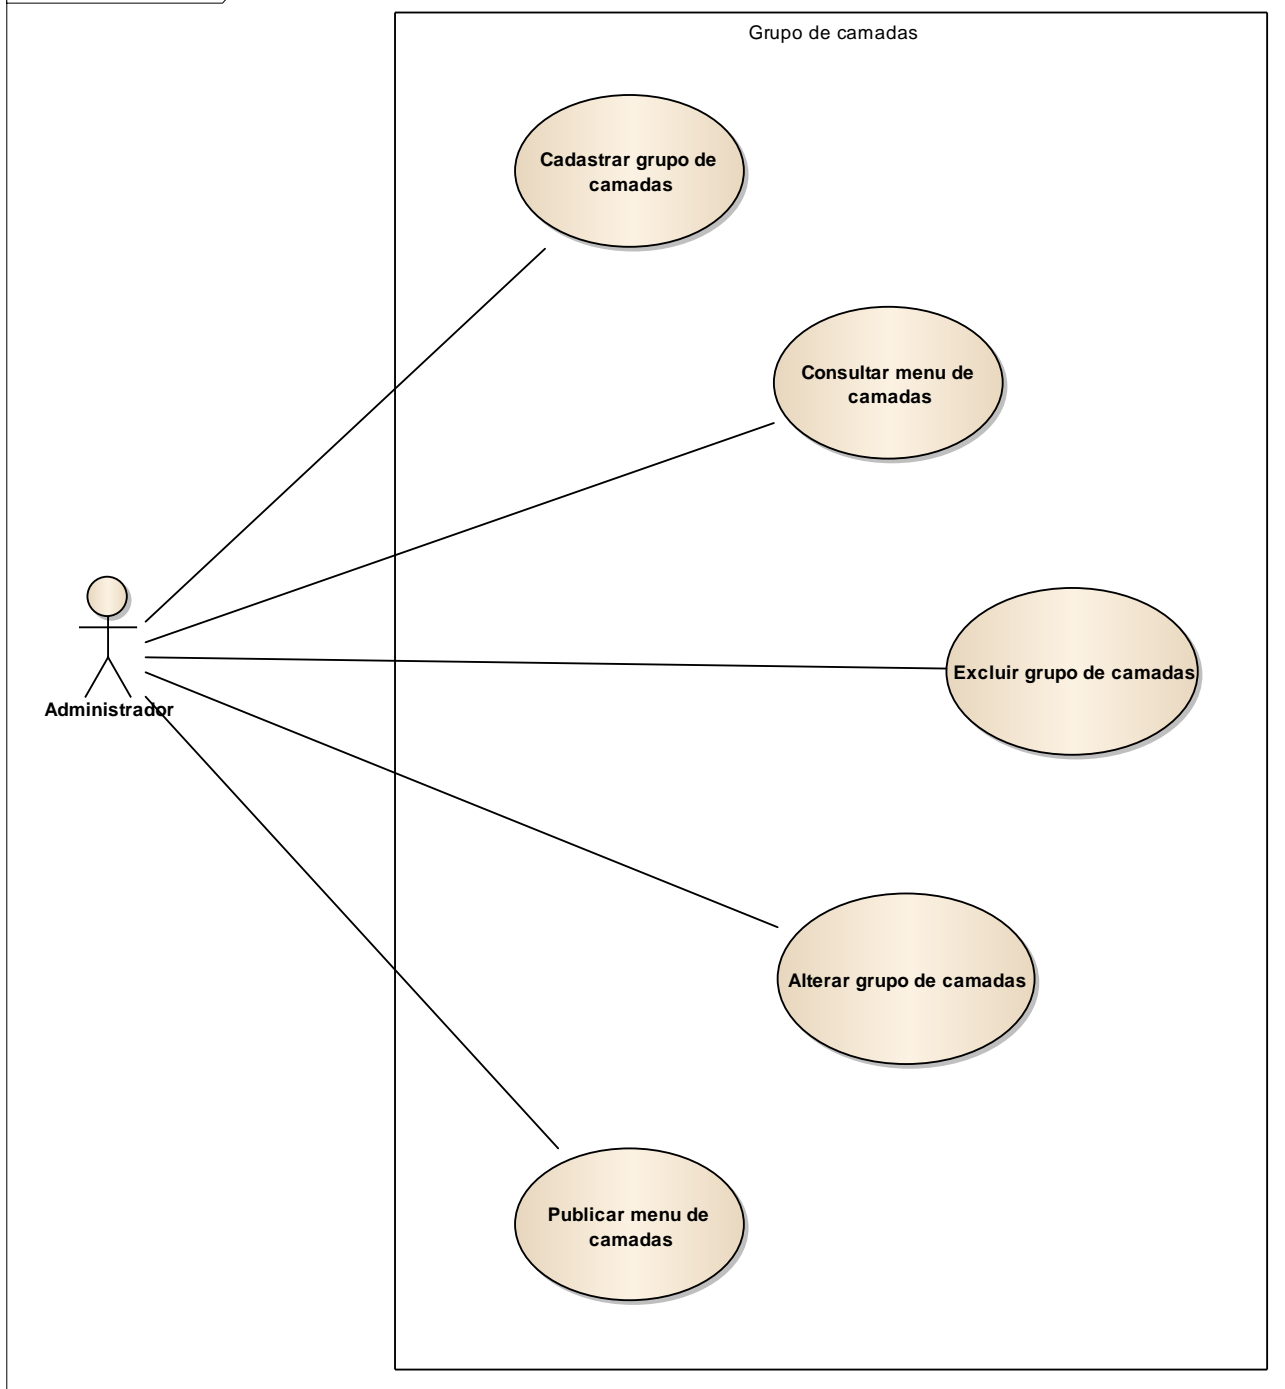 Grupo de camadas
Cadastrar grupo de
camadas
Consultar menu de
camadas
Excluir grupo de camadas
Administrador
Alterar grupo de camadas
Publicar menu de
camadas